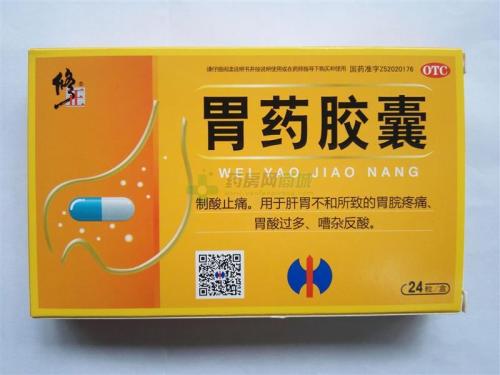 请仔细阅读说明书并按说明使用或在药师指导下购买和使用 国药准字Z52020176 OTC
修正
胃药胶囊
WEI YAO JIAO NANG
药房网商城
制酸止痛。用于肝胃不和所致的胃脘疼痛、
胃酸过多、嘈杂反酸。
24粒/盒